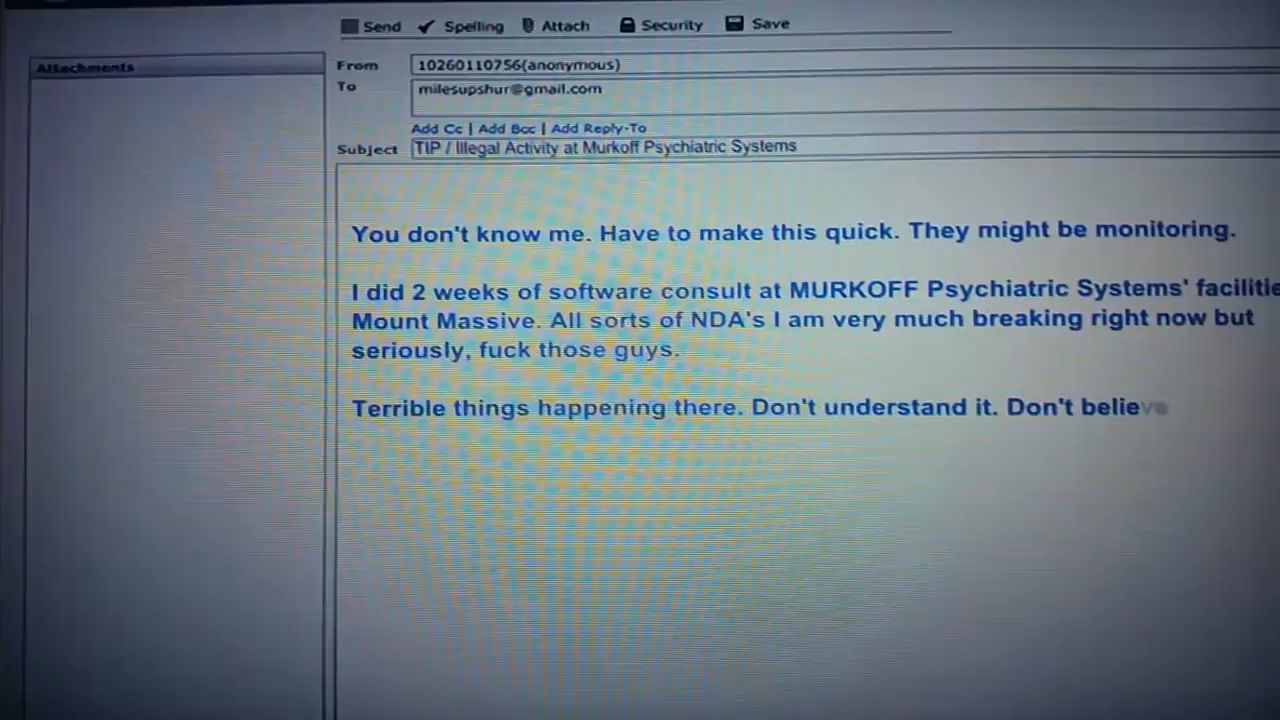 Send Spelling Attach Security Save
Attachments
From 10260110756(anonymous)
To milesupshur@gmail.com
Add Cc | Add Bcc | Add Reply-To
Subject TIP / Illegal Activity at Murkoff Psychiatric Systems
You don't know me. Have to make this quick. They might be monitoring.
I did 2 weeks of software consult at MURKOFF Psychiatric Systems' facilitie
Mount Massive. All sorts of NDA's I am very much breaking right now but
seriously, fuck those guys.
Terrible things happening there. Don't understand it. Don't believe